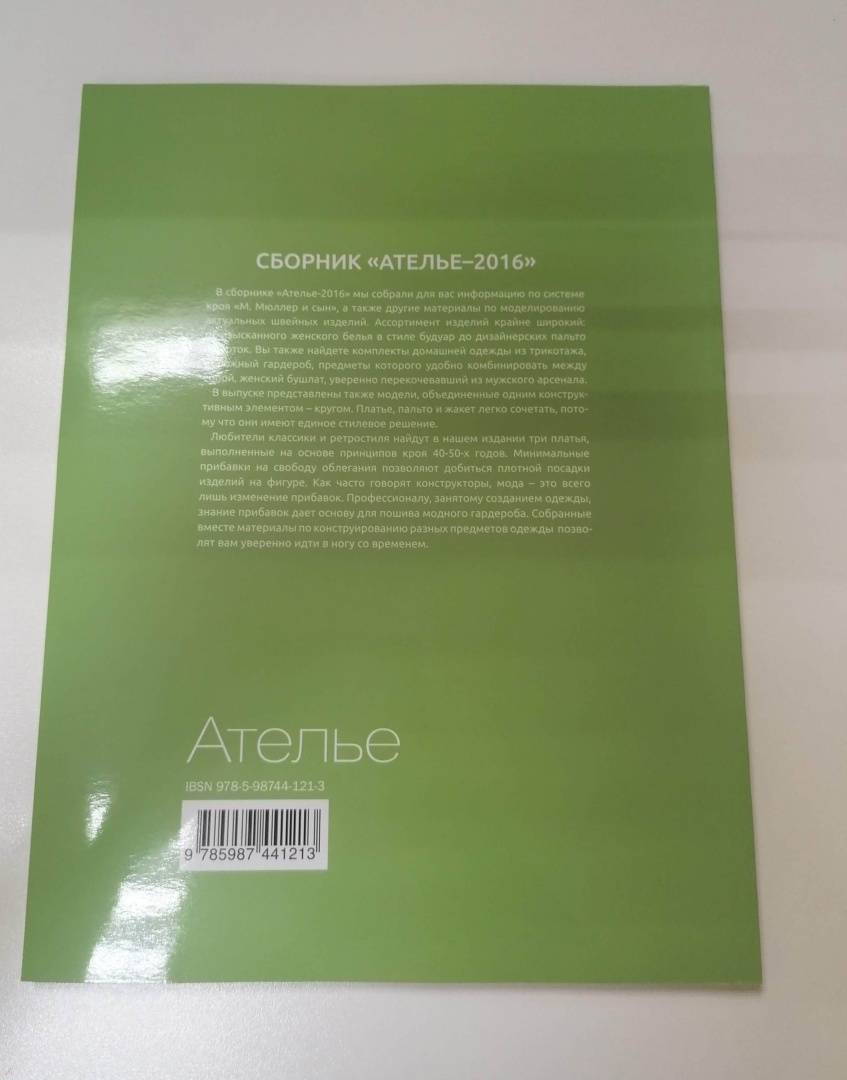 СБОРНИК «АТЕЛЬЕ–2016»
В сборнике «Ателье-2016» мы собрали для вас информацию по системе
кроя «М. Мюллер и сын», а также другие материалы по моделированию
актуальных швейных изделий. Ассортимент изделий крайне широкий:
дизайнерских пальто
Вы также найдете комплекты домашней одежды из трикотажа,
гардероб, предметы которого удобно комбинировать между
женский бушлат, уверенно перекочевавший из мужского арсенала.
В выпуске представлены также модели, объединенные одним конструк-
тивным элементом – кругом. Платье, пальто и жакет легко сочетать, пото-
му что они имеют единое стилевое решение.
Любители классики и ретростиля найдут в нашем издании три платья,
выполненные на основе принципов кроя 40-50-х годов. Минимальные
прибавки на свободу облегания позволяют добиться плотной посадки
изделий на фигуре. Как часто говорят конструкторы, мода – это всего
лишь изменение прибавок. Профессионалу, занятому созданием одежды,
знание прибавок дает основу для пошива модного гардероба. Собранные
вместе материалы по конструированию разных предметов одежды позво-
лят вам уверенно идти в ногу со временем.
Ателье
IBSN 978-5-98744-121-3
9 785987 441213